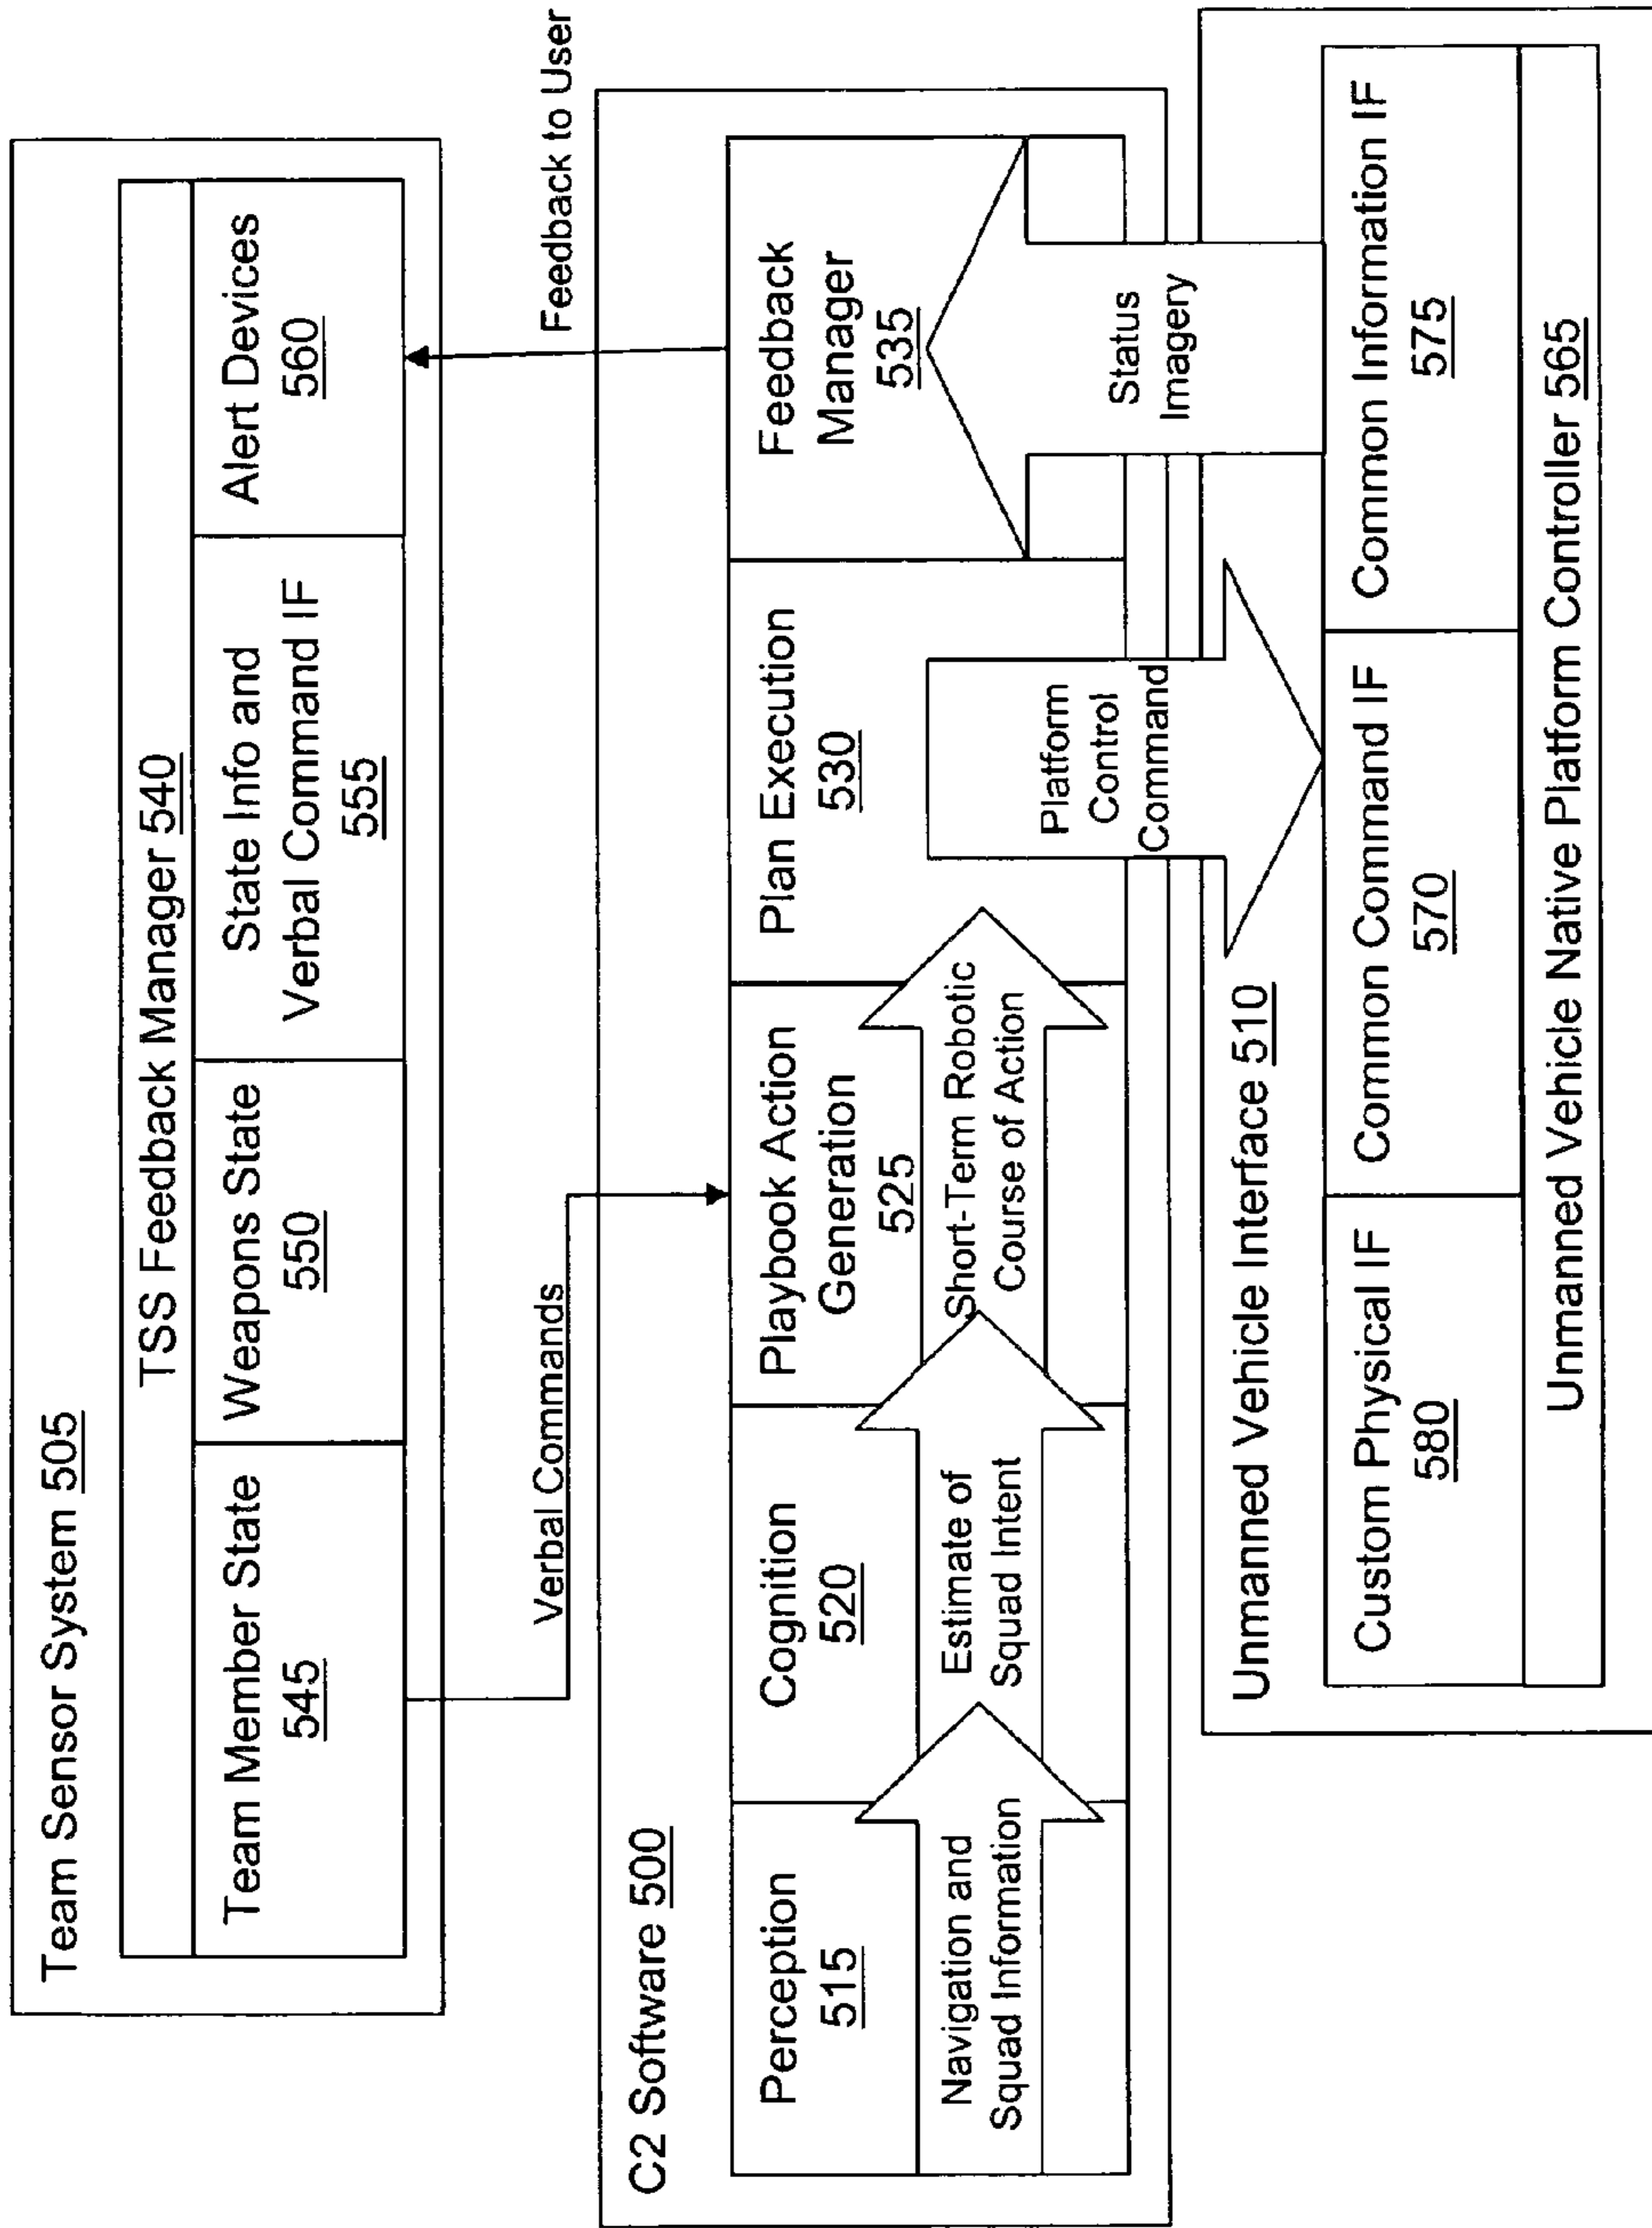 Team Sensor System 505
TSS Feedback Manager 540
Team Member State
545
Weapons State
550
State Info and
Verbal Command IF
555
Alert Devices
560
Verbal Commands
Feedback to User
C2 Software 500
Perception
515
Navigation and
Squad Information
Cognition
520
Estimate of
Squad Intent
Playbook Action
Generation
525
Short-Term Robotic
Course of Action
Plan Execution
530
Platform
Control
Command
Feedback
Manager
535
Status
Imagery
Unmanned Vehicle Interface 510
Custom Physical IF
580
Common Command IF
570
Common Information IF
575
Unmanned Vehicle Native Platform Controller 565